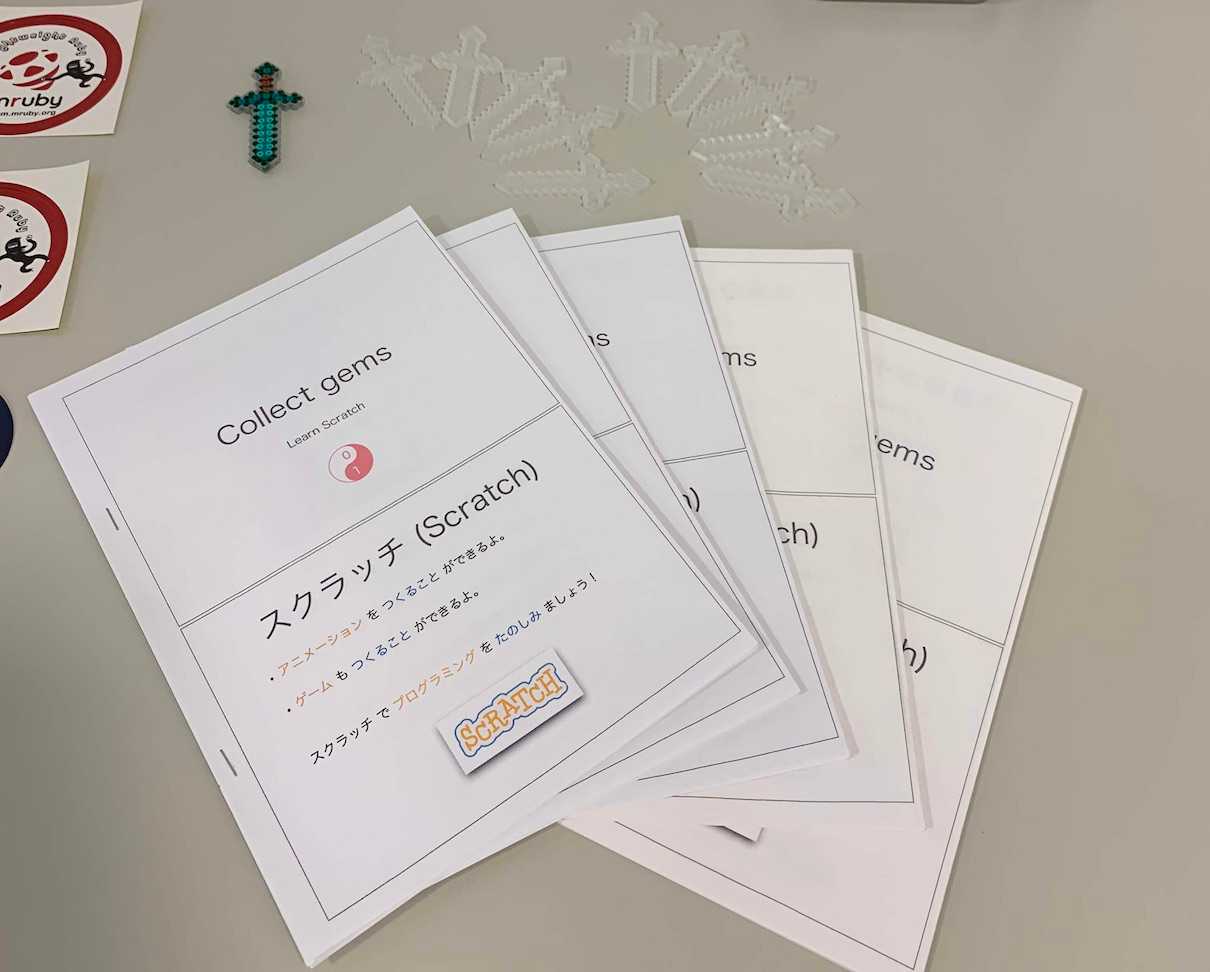 mruby
Collect gems
Learn Scratch
0
1
スクラッチ (Scratch)
・アニメーション を つくること ができるよ。
・ゲーム も つくること ができるよ。
スクラッチ で プログラミング を たのしみ ましょう！
SCRATCH
ms
ems
ch)
h)